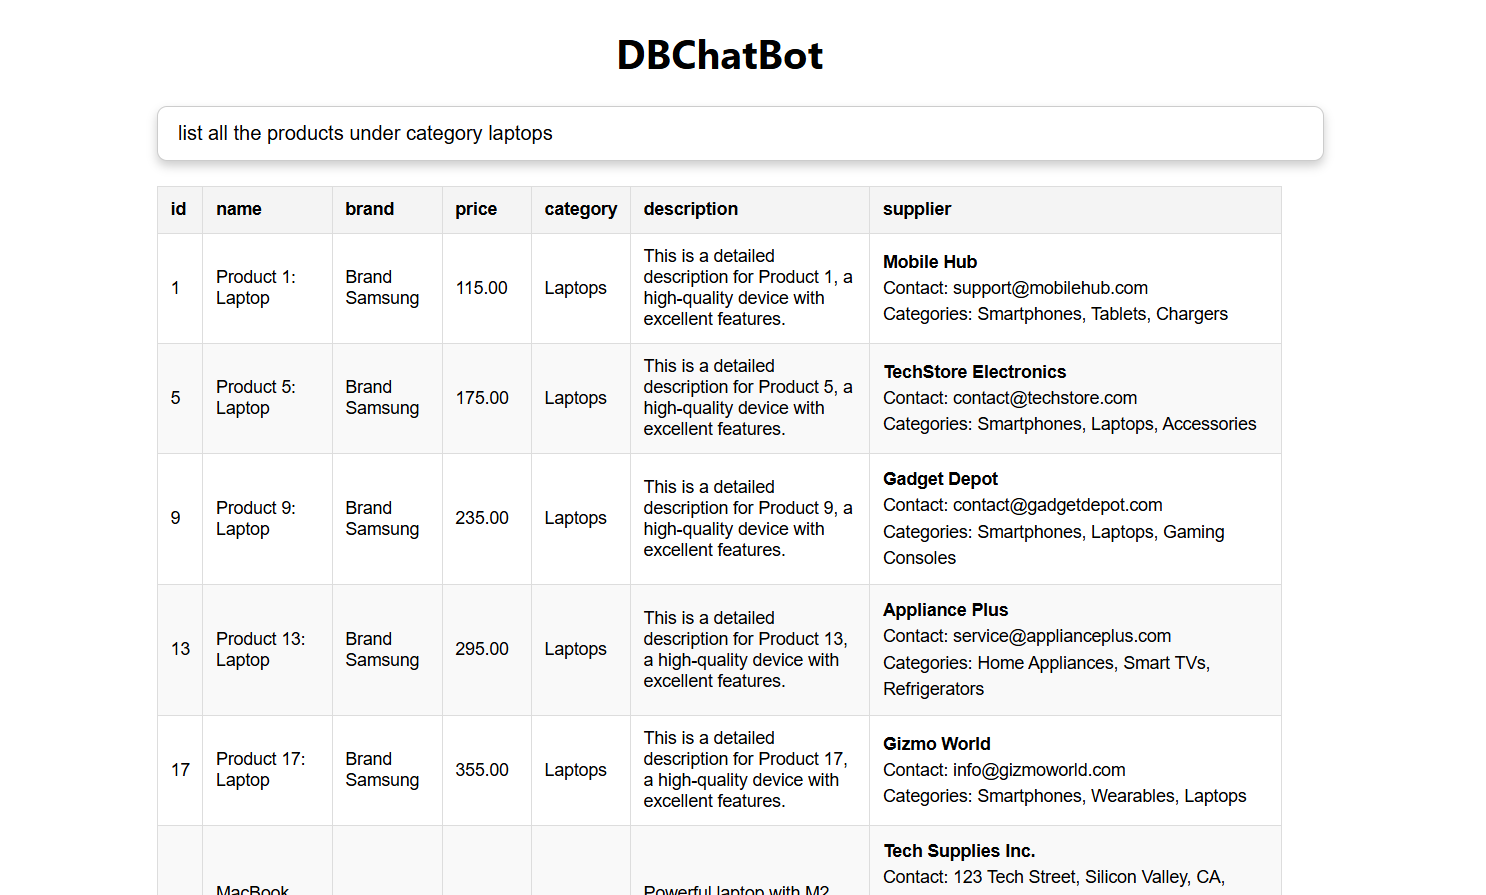 DBChatBot
list all the products under category laptops
id name brand price category description supplier
1 Product 1: Laptop Brand Samsung 115.00 Laptops This is a detailed description for Product 1, a high-quality device with excellent features. Mobile Hub
Contact: support@mobilehub.com
Categories: Smartphones, Tablets, Chargers
5 Product 5: Laptop Brand Samsung 175.00 Laptops This is a detailed description for Product 5, a high-quality device with excellent features. TechStore Electronics
Contact: contact@techstore.com
Categories: Smartphones, Laptops, Accessories
9 Product 9: Laptop Brand Samsung 235.00 Laptops This is a detailed description for Product 9, a high-quality device with excellent features. Gadget Depot
Contact: contact@gadgetdepot.com
Categories: Smartphones, Laptops, Gaming
Consoles
13 Product 13: Laptop Brand Samsung 295.00 Laptops This is a detailed description for Product 13, a high-quality device with excellent features. Appliance Plus
Contact: service@applianceplus.com
Categories: Home Appliances, Smart TVs,
Refrigerators
17 Product 17: Laptop Brand Samsung 355.00 Laptops This is a detailed description for Product 17, a high-quality device with excellent features. Gizmo World
Contact: info@gizmoworld.com
Categories: Smartphones, Wearables, Laptops
MacBook Powerful laptop with M2 Tech Supplies Inc.
Contact: 123 Tech Street, Silicon Valley, CA,